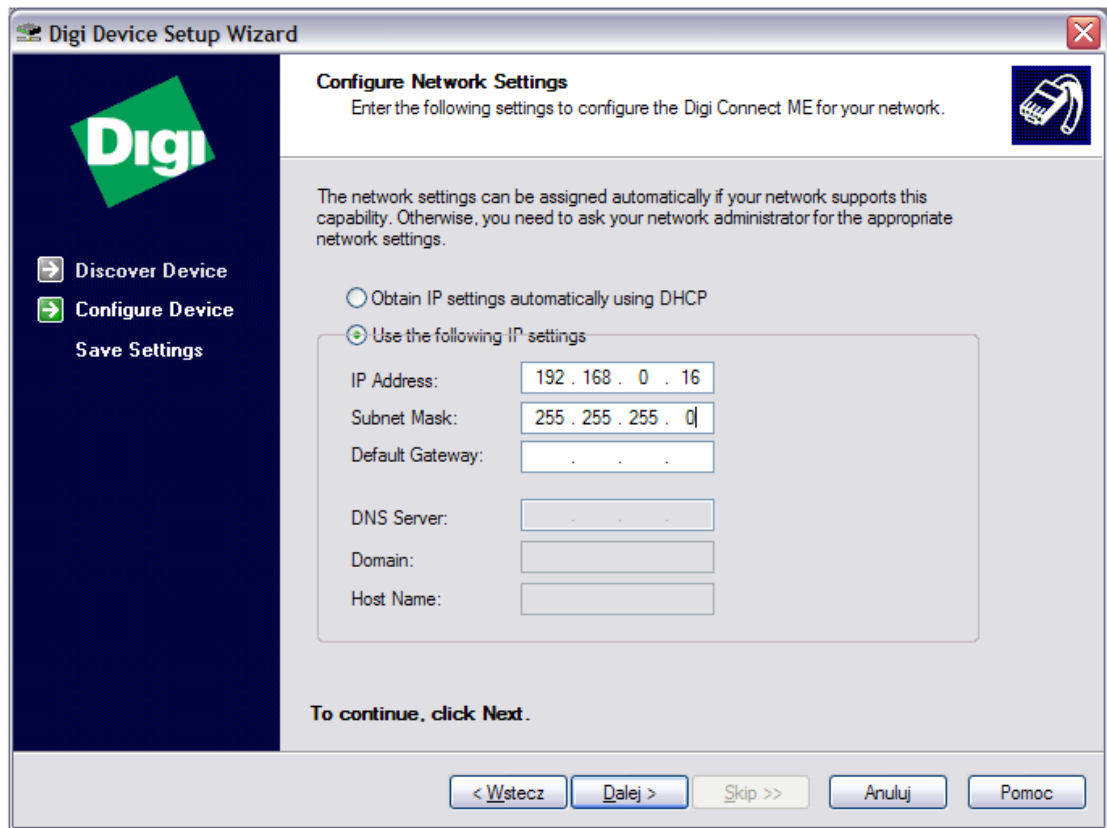 Digi Device Setup Wizard
Digi
Discover Device
Configure Device
Save Settings
Configure Network Settings
Enter the following settings to configure the Digi Connect ME for your network.
The network settings can be assigned automatically if your network supports this
capability. Otherwise, you need to ask your network administrator for the appropriate
network settings.
Obtain IP settings automatically using DHCP
Use the following IP settings
IP Address: 192 . 168 . 0 . 16
Subnet Mask: 255 . 255 . 255 . 0
Default Gateway: . . .
DNS Server: . . .
Domain:
Host Name:
To continue, click Next.
< Wstecz Dalej > Skip >> Anuluj Pomoc